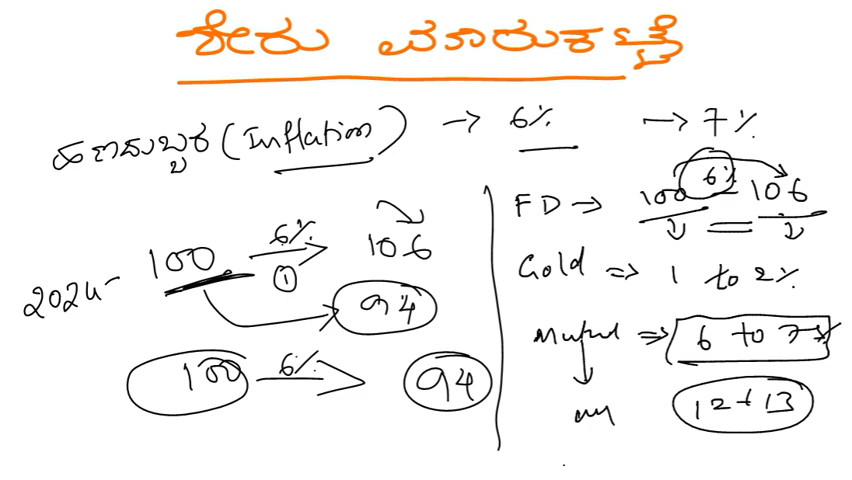 ಶೇರು ಮಾರುಕಟ್ಟೆ
ಹಣದುಬ್ಬರ (Inflation) → 6% → 7%
2024- 100 6% ① 106
94
100 6% 94
FD → 100 6% = 106
Gold ⇒ 1 to 2%
Mutual ⇒ 6 to 7%
12 + 13